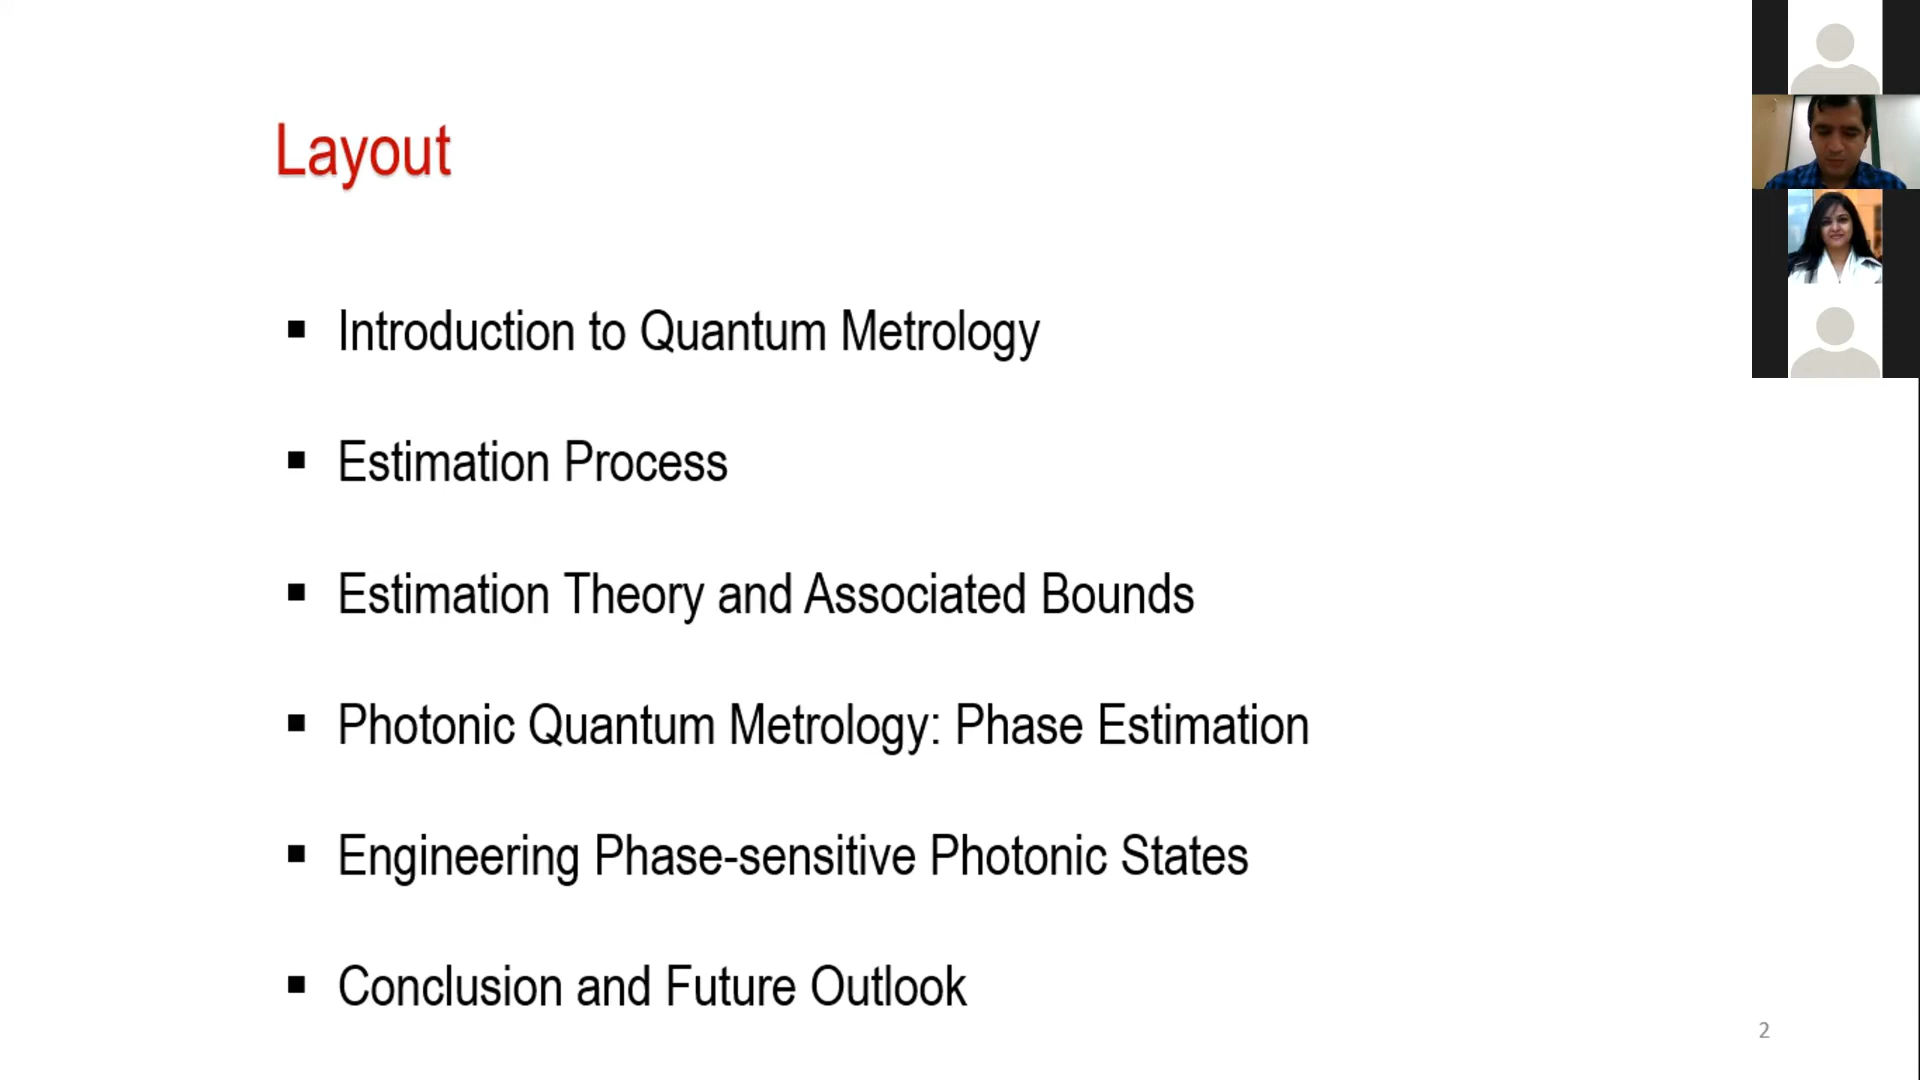 Layout
▪ Introduction to Quantum Metrology
▪ Estimation Process
▪ Estimation Theory and Associated Bounds
▪ Photonic Quantum Metrology: Phase Estimation
▪ Engineering Phase-sensitive Photonic States
▪ Conclusion and Future Outlook
2